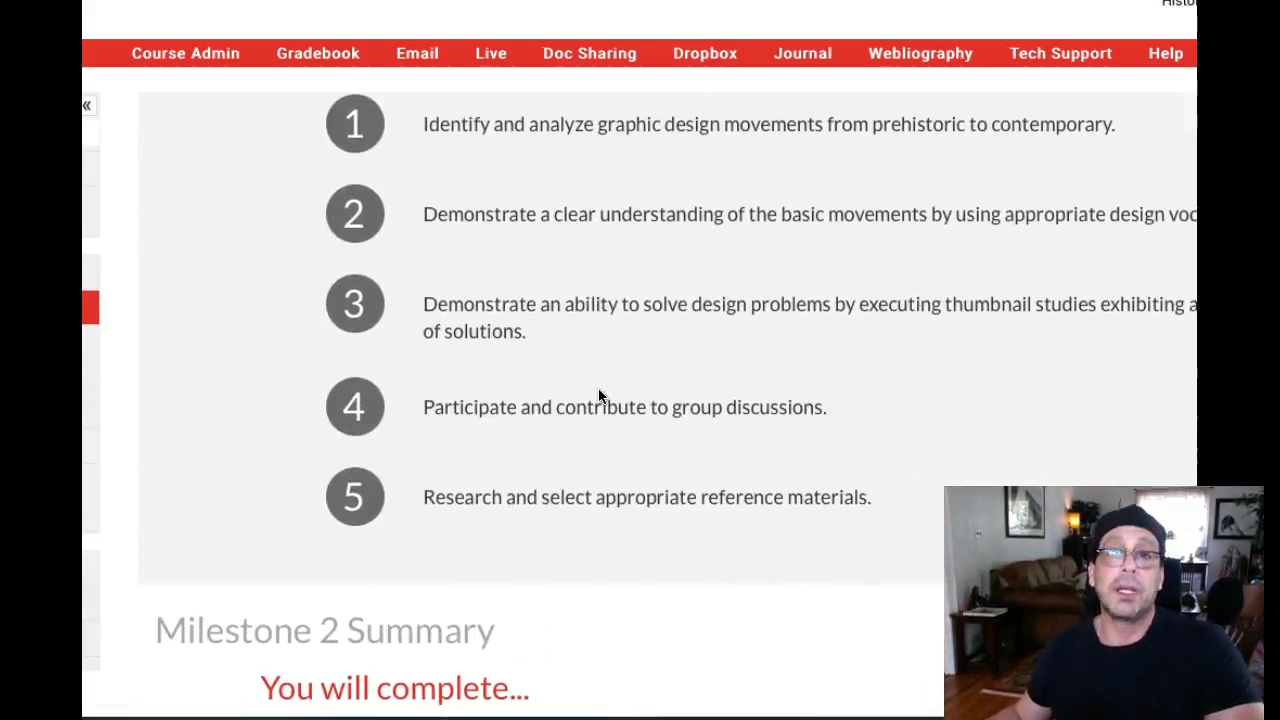 Course Admin Gradebook Email Live Doc Sharing Dropbox Journal Webliography Tech Support Help
«
1 Identify and analyze graphic design movements from prehistoric to contemporary.
2 Demonstrate a clear understanding of the basic movements by using appropriate design voc
3 Demonstrate an ability to solve design problems by executing thumbnail studies exhibiting a
of solutions.
4 Participate and contribute to group discussions.
5 Research and select appropriate reference materials.
Milestone 2 Summary
You will complete...